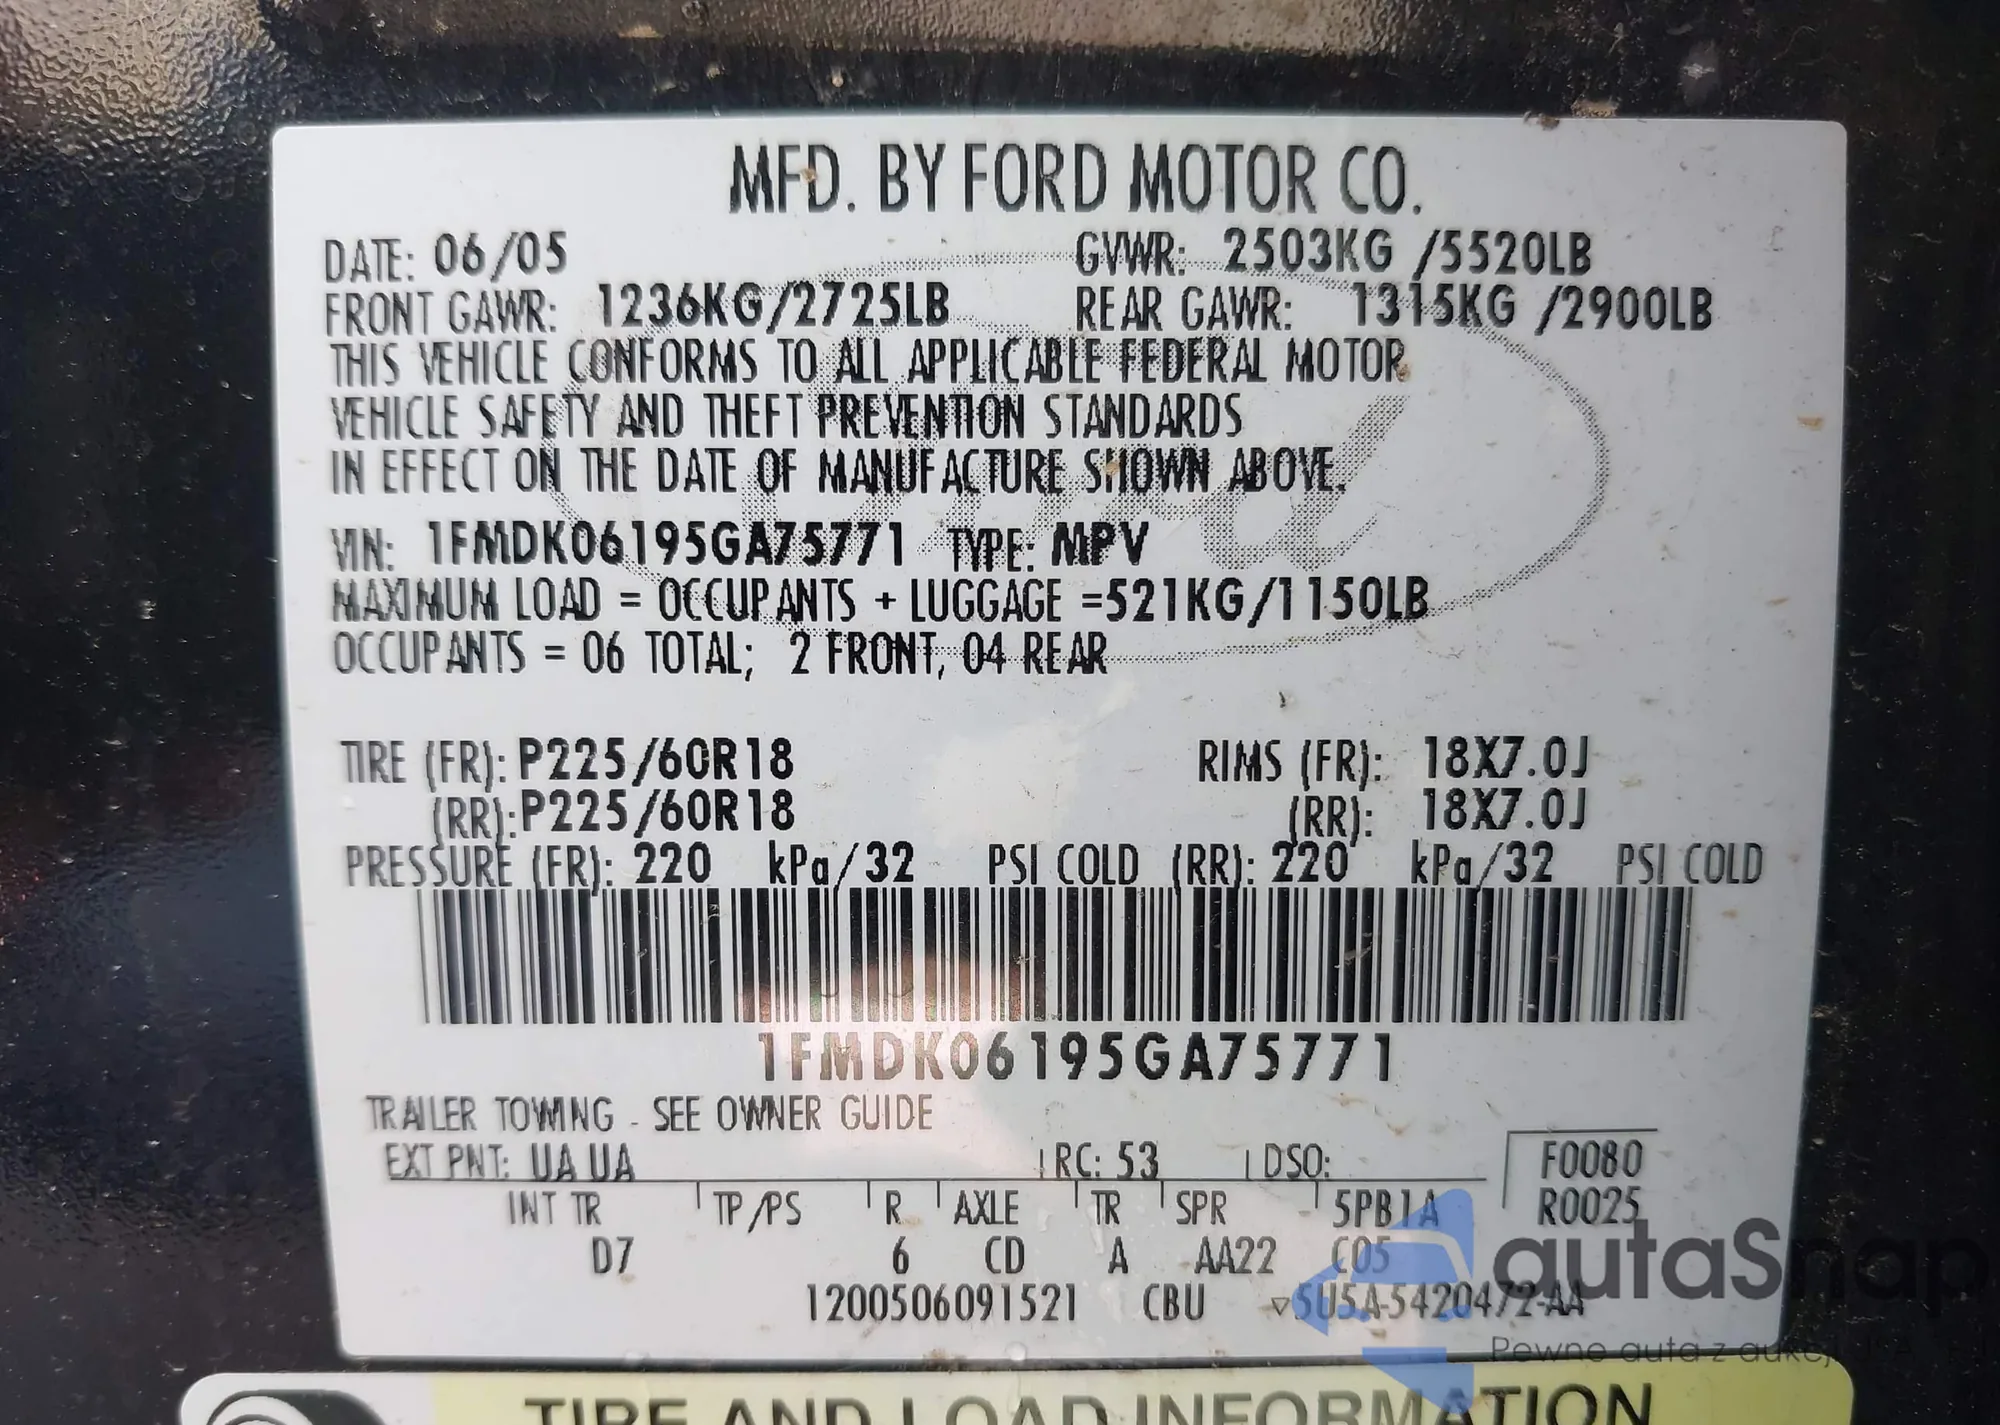 MFD. BY FORD MOTOR CO.
DATE: 06/05 GVWR: 2503KG /5520LB
FRONT GAWR: 1236KG/2725LB REAR GAWR: 1315KG /2900LB
THIS VEHICLE CONFORMS TO ALL APPLICABLE FEDERAL MOTOR
VEHICLE SAFETY AND THEFT PREVENTION STANDARDS
IN EFFECT ON THE DATE OF MANUFACTURE SHOWN ABOVE.
VIN: 1FMDK06195GA75771 TYPE: MPV
MAXIMUM LOAD = OCCUPANTS + LUGGAGE =521KG/1150LB
OCCUPANTS = 06 TOTAL; 2 FRONT, 04 REAR
TIRE (FR): P225/60R18 RIMS (FR): 18X7.0J
(RR): P225/60R18 (RR): 18X7.0J
PRESSURE (FR): 220 kPa/32 PSI COLD (RR): 220 kPa/32 PSI COLD
1FMDK06195GA75771
TRAILER TOWING - SEE OWNER GUIDE
EXT PNT: UA UA RC: 53 DSO: F0080
INT TR TP/PS R AXLE TR SPR 5PB1A R0025
D7 6 CD A AA22 C05
1200506091521 CBU ▿5U5A-5420472-AA
autaSnap
Pewne auta z aukcji
TIRE AND LOAD INFORMATION